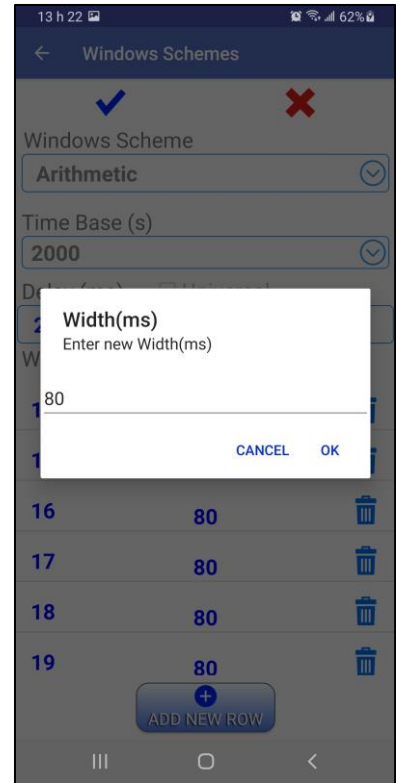 13 h 22 62%
Windows Schemes
Windows Scheme
Arithmetic
Time Base (s)
2000
Width(ms)
Enter new Width(ms)
80
CANCEL OK
16 80
17 80
18 80
19 80
ADD NEW ROW